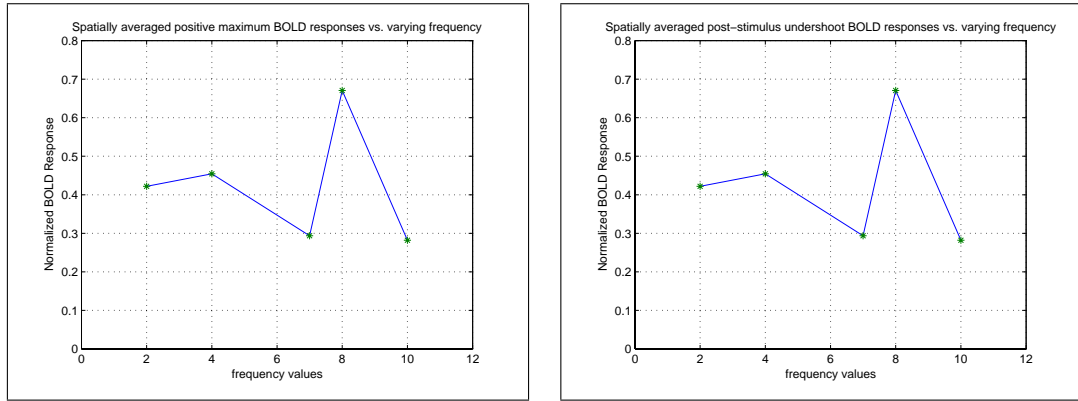 Spatially averaged positive maximum BOLD responses vs. varying frequency
0.8
0.7
0.6
0.5
0.4
0.3
0.2
0.1
0
Normalized BOLD Response
0 2 4 6 8 10 12
frequency values
Spatially averaged post−stimulus undershoot BOLD responses vs. varying frequency
0.8
0.7
0.6
0.5
0.4
0.3
0.2
0.1
0
Normalized BOLD Response
0 2 4 6 8 10 12
frequency values